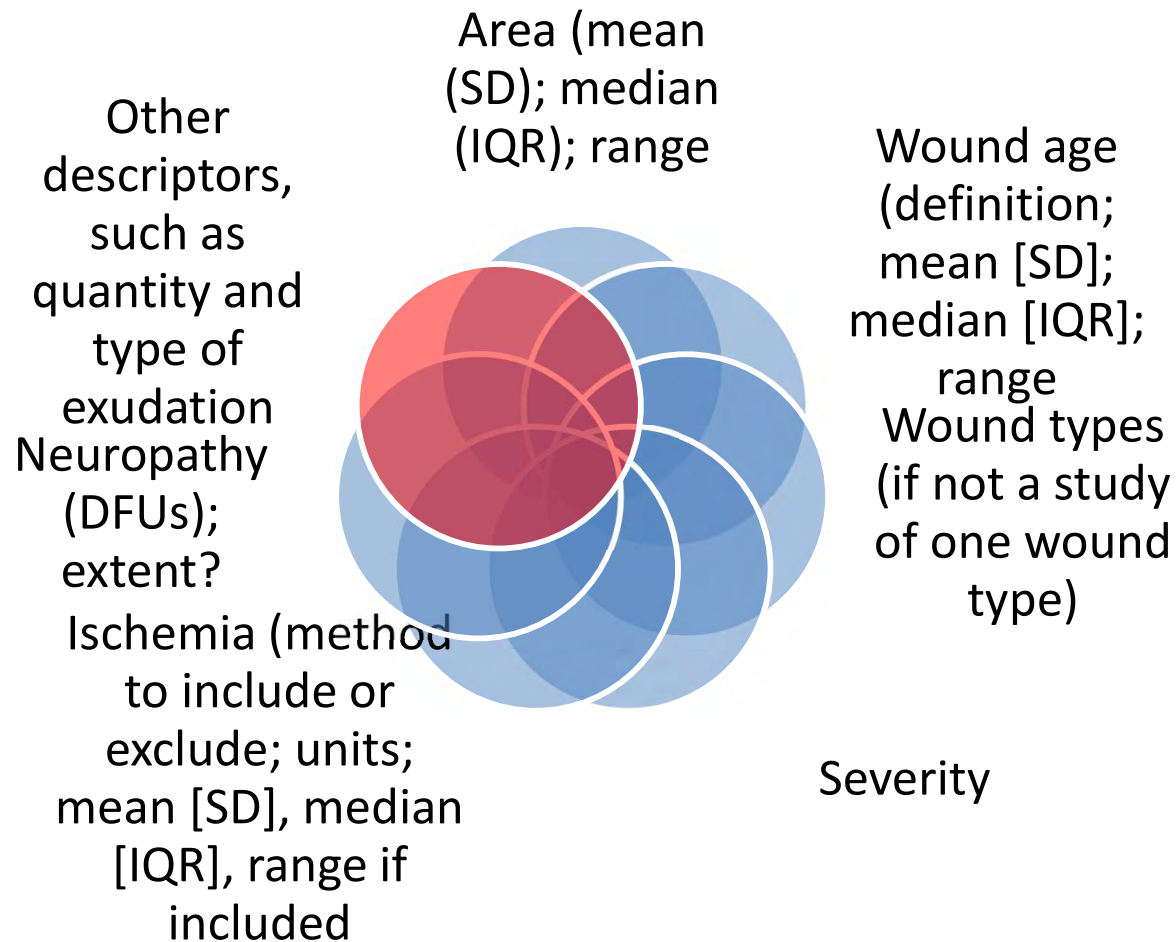 Area (mean
(SD); median
(IQR); range
Wound age
(definition;
mean [SD];
median [IQR];
range
Wound types
(if not a study
of one wound
type)
Severity
Ischemia (method
to include or
exclude; units;
mean [SD], median
[IQR], range if
included
Neuropathy
(DFUs);
extent?
Other
descriptors,
such as
quantity and
type of
exudation